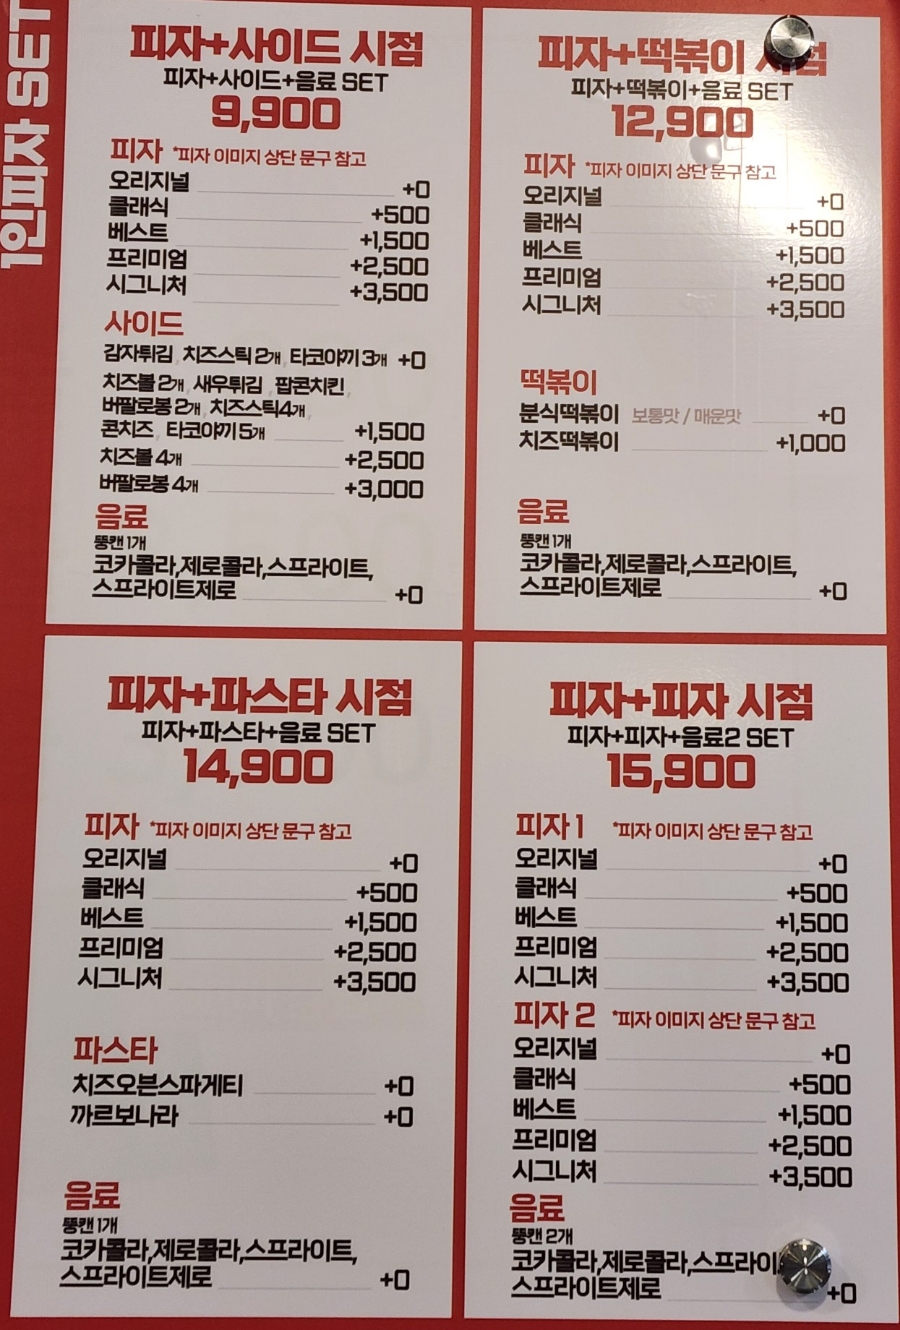 1인피자 SET
피자+사이드 시점
피자+사이드+음료 SET
9,900
피자 *피자 이미지 상단 문구 참고
오리지널 +0
클래식 +500
베스트 +1,500
프리미엄 +2,500
시그니처 +3,500
사이드
감자튀김, 치즈스틱 2개, 타코야끼 3개 +0
치즈볼 2개, 새우튀김, 팝콘치킨,
버팔로봉 2개, 치즈스틱4개,
콘치즈, 타코야끼 5개 +1,500
치즈볼 4개 +2,500
버팔로봉 4개 +3,000
음료
뚱캔 1개
코카콜라,제로콜라,스프라이트,
스프라이트제로 +0
피자+떡볶이 시점
피자+떡볶이+음료 SET
12,900
피자 *피자 이미지 상단 문구 참고
오리지널 +0
클래식 +500
베스트 +1,500
프리미엄 +2,500
시그니처 +3,500
떡볶이
분식떡볶이 보통맛 / 매운맛 +0
치즈떡볶이 +1,000
음료
뚱캔 1개
코카콜라,제로콜라,스프라이트,
스프라이트제로 +0
피자+파스타 시점
피자+파스타+음료 SET
14,900
피자 *피자 이미지 상단 문구 참고
오리지널 +0
클래식 +500
베스트 +1,500
프리미엄 +2,500
시그니처 +3,500
파스타
치즈오븐스파게티 +0
까르보나라 +0
음료
뚱캔 1개
코카콜라,제로콜라,스프라이트,
스프라이트제로 +0
피자+피자 시점
피자+피자+음료2 SET
15,900
피자 1 *피자 이미지 상단 문구 참고
오리지널 +0
클래식 +500
베스트 +1,500
프리미엄 +2,500
시그니처 +3,500
피자 2 *피자 이미지 상단 문구 참고
오리지널 +0
클래식 +500
베스트 +1,500
프리미엄 +2,500
시그니처 +3,500
음료
뚱캔 2개
코카콜라,제로콜라,스프라이
스프라이트제로 +0